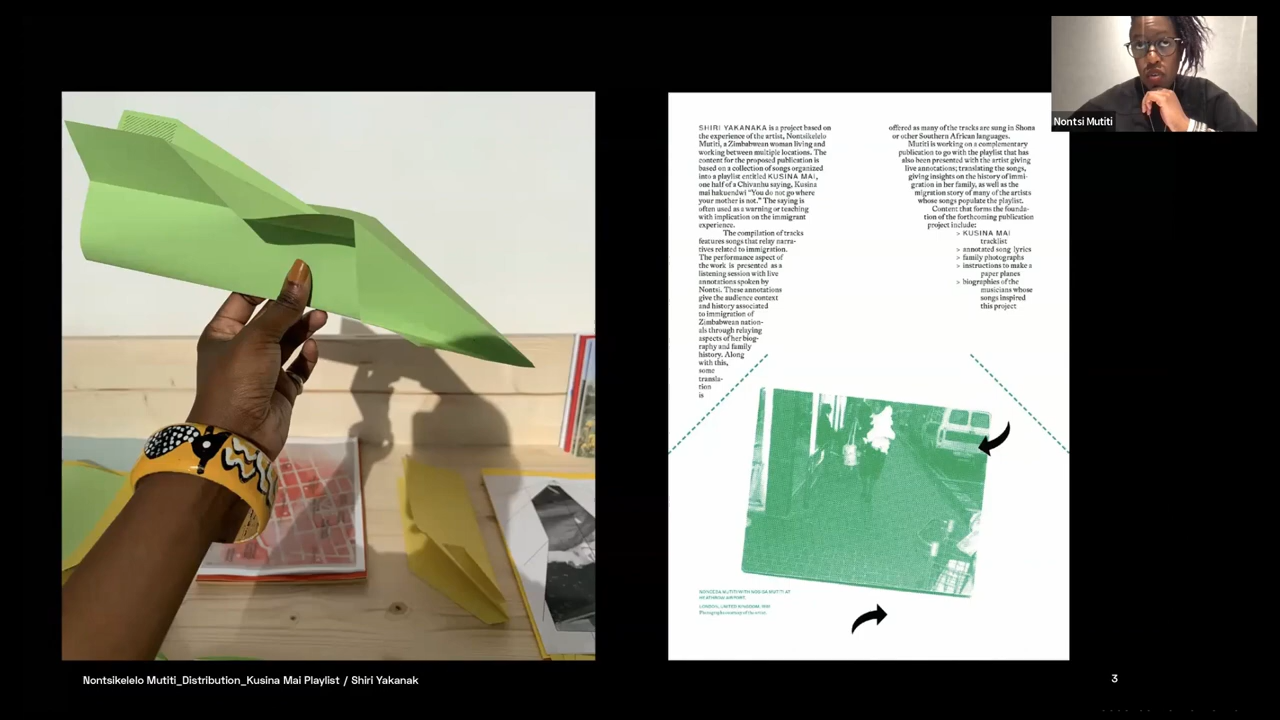 Nontsi Mutiti
SHIRI YAKANAKA is a project based on
the experience of the artist, Nontsikelelo
Mutiti, a Zimbabwean woman living and
working between multiple locations. The
content for the proposed publication is
based on a collection of songs organized
into a playlist entitled KUSINA MAI,
one half of a Chivanhu saying, Kusina
mai hakuendwi "You do not go where
your mother is not." The saying is
often used as a warning or teaching
with implication on the immigrant
experience.
The compilation of tracks
features songs that relay narra-
tives related to immigration.
The performance aspect of
the work is presented as a
listening session with live
annotations spoken by
Nontsi. These annotations
give the audience context
and history associated
to immigration of
Zimbabwean nation-
als through relaying
aspects of her biog-
raphy and family
history. Along
with this,
some
transla-
tion
is
offered as many of the tracks are sung in Shona
or other Southern African languages.
Mutiti is working on a complementary
publication to go with the playlist that has
also been presented with the artist giving
live annotations; translating the songs,
giving insights on the history of immi-
gration in her family, as well as the
migration story of many of the artists
whose songs populate the playlist.
Content that forms the founda-
tion of the forthcoming publication
project include:
> KUSINA MAI
tracklist
> annotated song lyrics
> family photographs
> instructions to make a
paper planes
> biographies of the
musicians whose
songs inspired
this project
MUTITI AT
HEATHROW AIRPORT,
LONDON, UNITED KINGDOM,
Photograph courtesy of the artist
Nontsikelelo Mutiti_Distribution_Kusina Mai Playlist / Shiri Yakanak
3